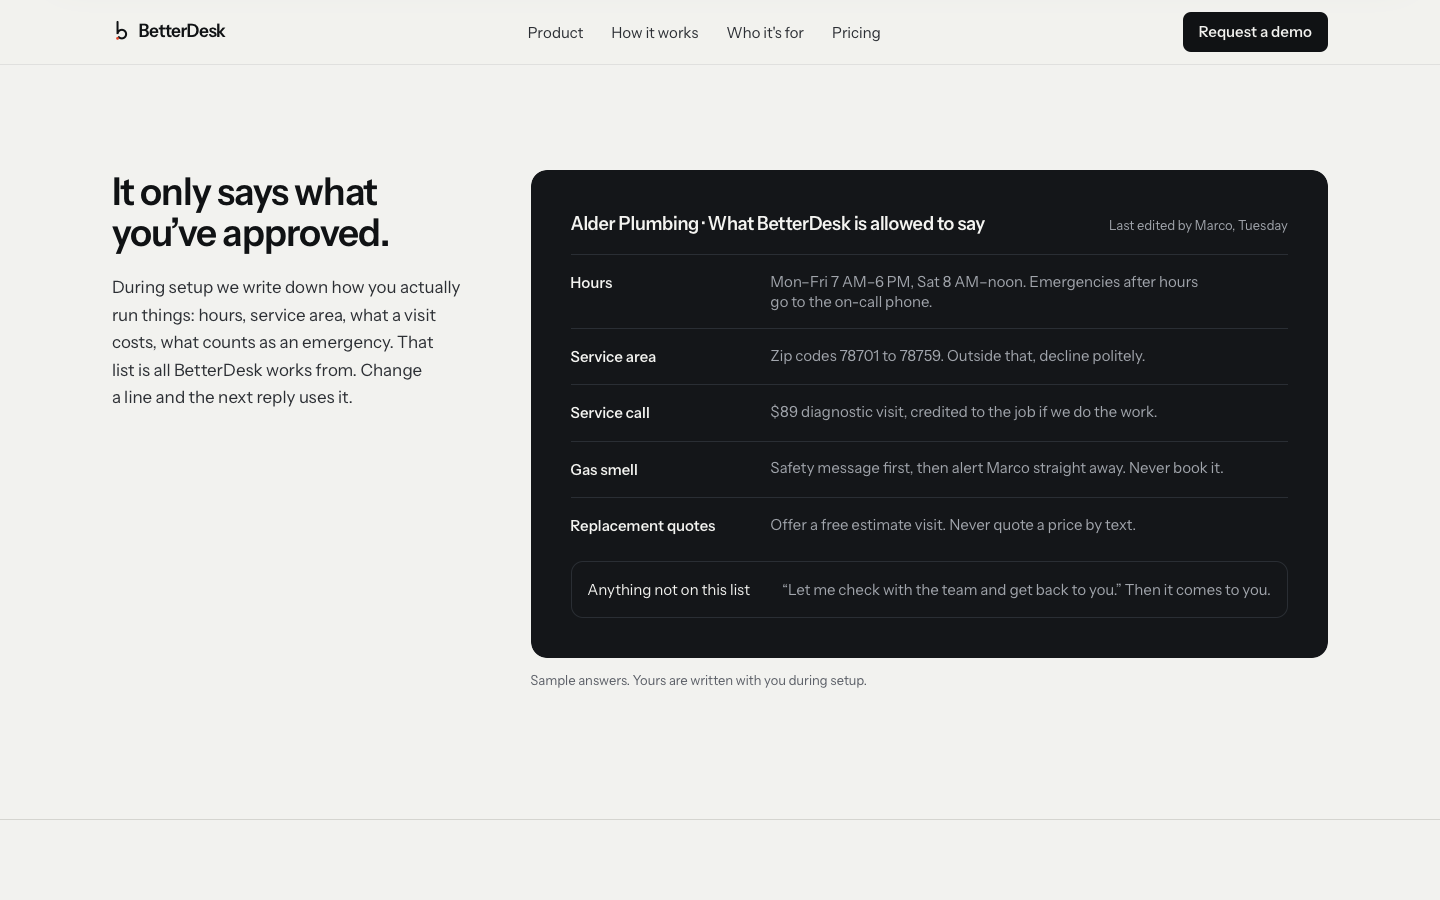 BetterDesk
Product
How it works
Who it's for
Pricing
Request a demo
It only says what
you’ve approved.
During setup we write down how you actually
run things: hours, service area, what a visit
costs, what counts as an emergency. That
list is all BetterDesk works from. Change
a line and the next reply uses it.
Alder Plumbing · What BetterDesk is allowed to say
Last edited by Marco, Tuesday
Hours
Mon–Fri 7 AM–6 PM, Sat 8 AM–noon. Emergencies after hours
go to the on-call phone.
Service area
Zip codes 78701 to 78759. Outside that, decline politely.
Service call
$89 diagnostic visit, credited to the job if we do the work.
Gas smell
Safety message first, then alert Marco straight away. Never book it.
Replacement quotes
Offer a free estimate visit. Never quote a price by text.
Anything not on this list
“Let me check with the team and get back to you.” Then it comes to you.
Sample answers. Yours are written with you during setup.